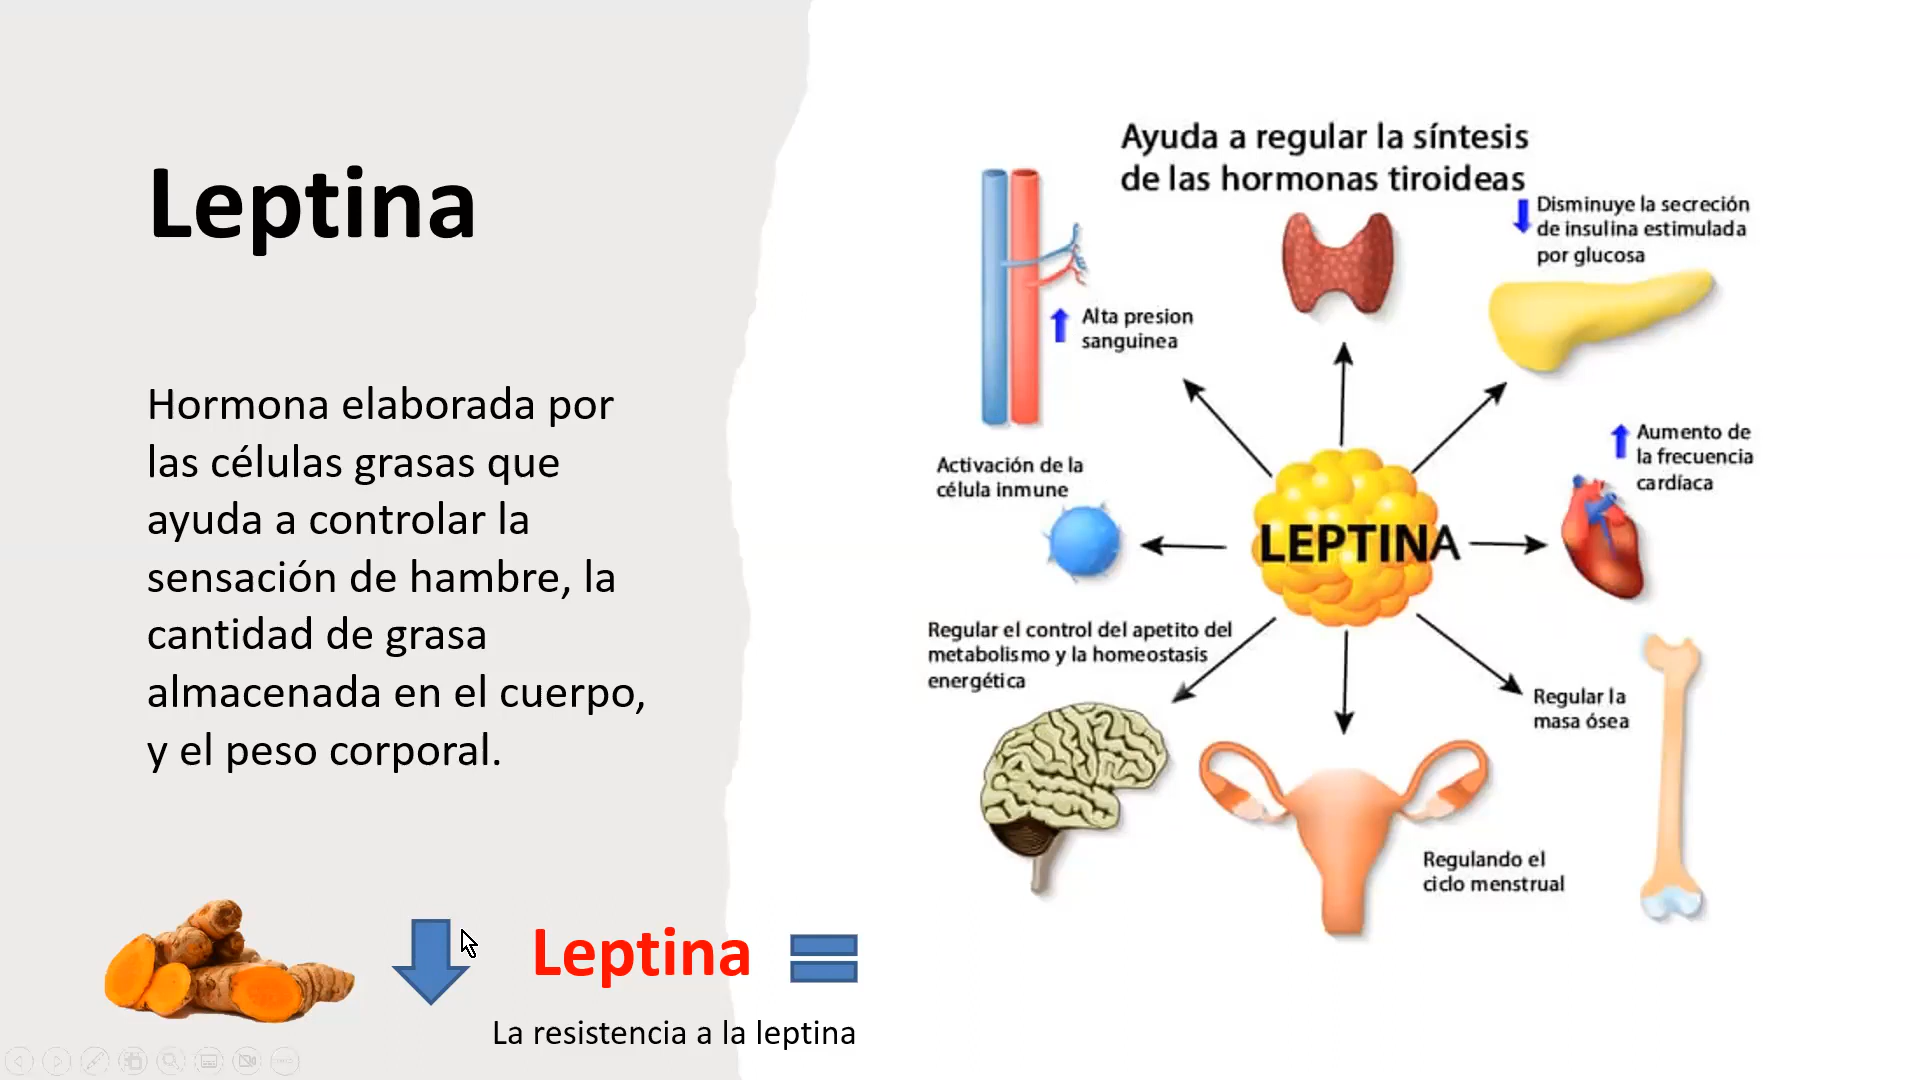 Leptina
Hormona elaborada por
las células grasas que
ayuda a controlar la
sensación de hambre, la
cantidad de grasa
almacenada en el cuerpo,
y el peso corporal.
Leptina
La resistencia a la leptina
Ayuda a regular la síntesis
de las hormonas tiroideas
Disminuye la secreción
de insulina estimulada
por glucosa
Alta presion
sanguinea
Aumento de
la frecuencia
cardíaca
Activación de la
célula inmune
LEPTINA
Regular el control del apetito del
metabolismo y la homeostasis
energética
Regular la
masa ósea
Regulando el
ciclo menstrual